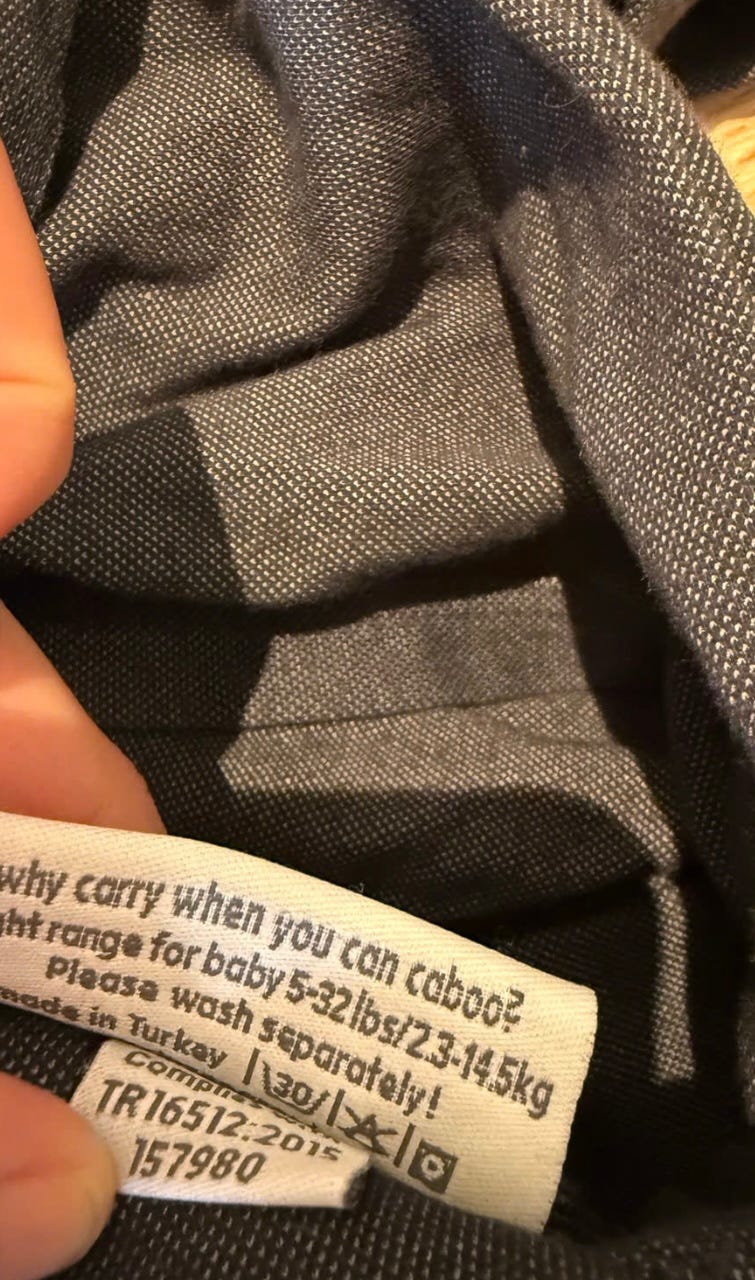 why carry when you can caboo?
ght range for baby 5-32lbs/2.3-14.5kg
Please wash separately!
made in Turkey 30
TR16512:2015
157980